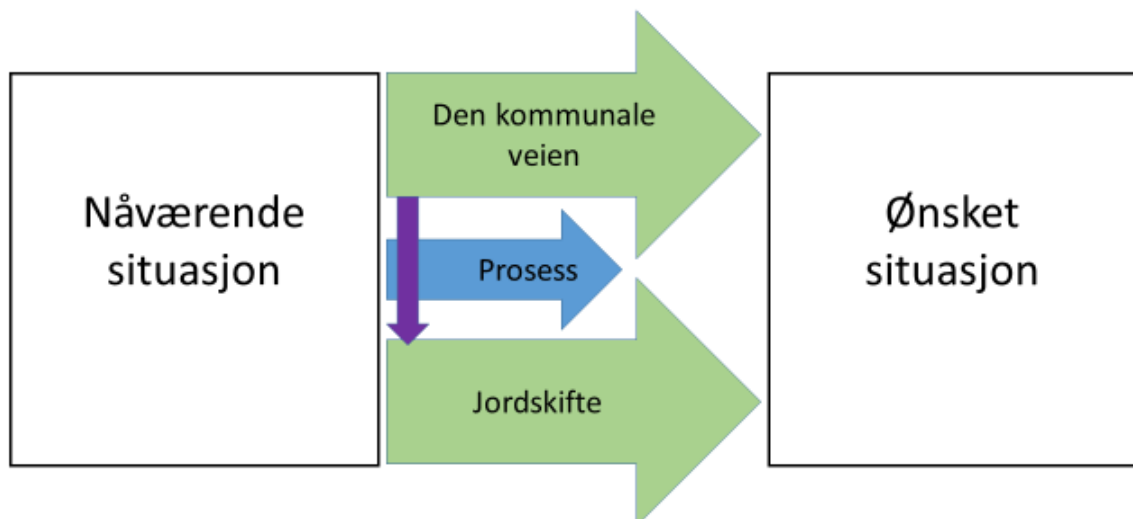 Nåværende
situasjon
Den kommunale
veien
Prosess
Jordskifte
Ønsket
situasjon